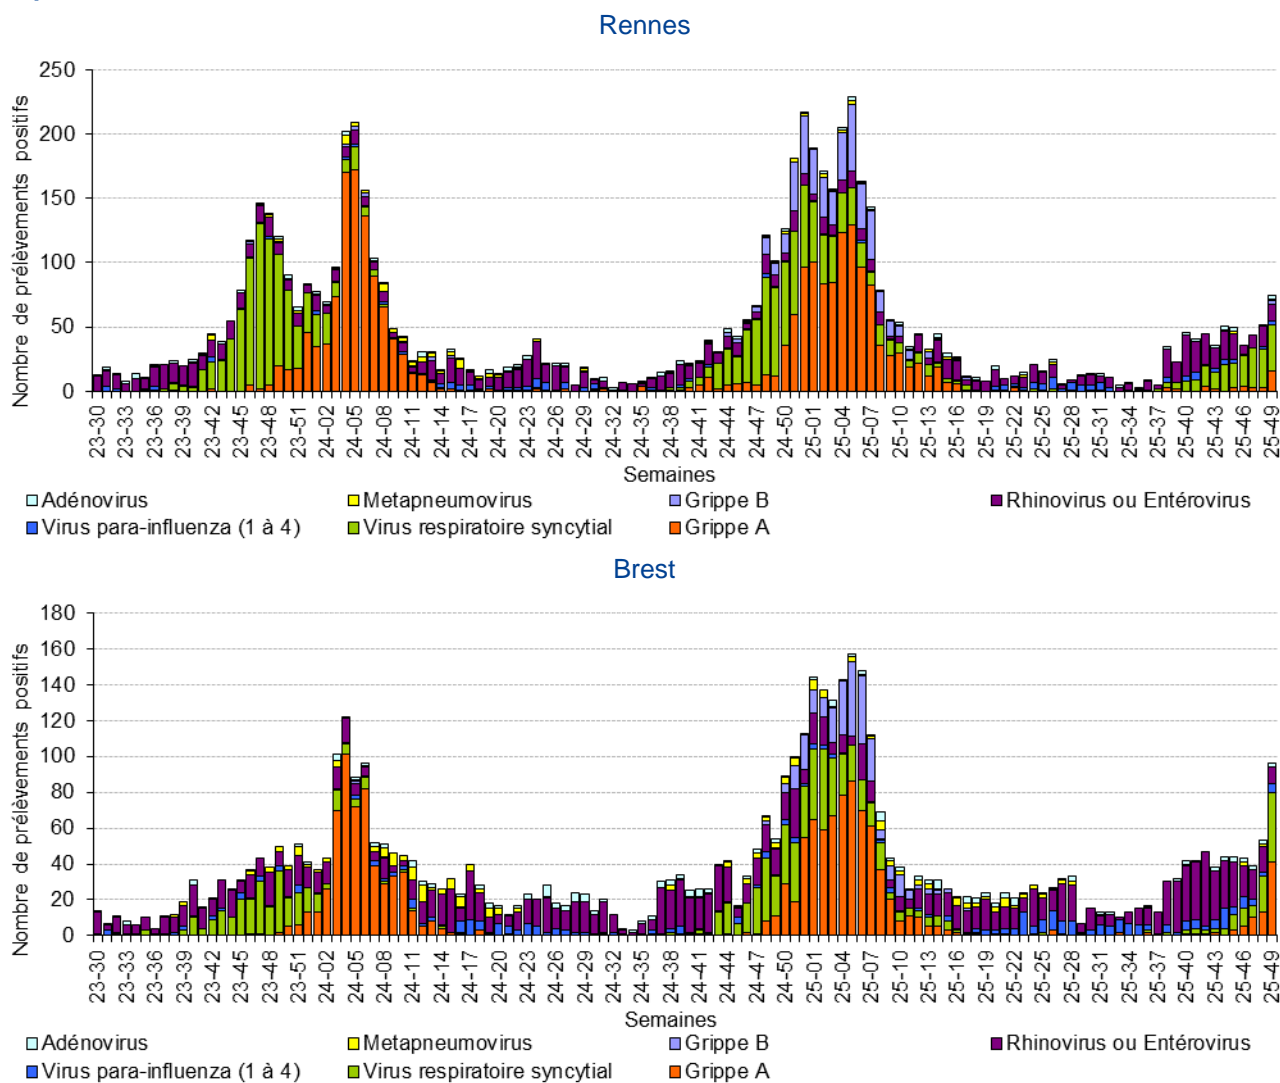 Rennes
Nombre de prélèvements positifs
250
200
150
100
50
0
23-30 23-33 23-36 23-39 23-42 23-45 23-48 23-51 24-02 24-05 24-08 24-11 24-14 24-17 24-20 24-23 24-26 24-29 24-32 24-35 24-38 24-41 24-44 24-47 24-50 25-01 25-04 25-07 25-10 25-13 25-16 25-19 25-22 25-25 25-28 25-31 25-34 25-37 25-40 25-43 25-46 25-49
Semaines
Adénovirus Metapneumovirus Grippe B Rhinovirus ou Entérovirus
Virus para-influenza (1 à 4) Virus respiratoire syncytial Grippe A
Brest
Nombre de prélèvements positifs
180
160
140
120
100
80
60
40
20
0
23-30 23-33 23-36 23-39 23-42 23-45 23-48 23-51 24-02 24-05 24-08 24-11 24-14 24-17 24-20 24-23 24-26 24-29 24-32 24-35 24-38 24-41 24-44 24-47 24-50 25-01 25-04 25-07 25-10 25-13 25-16 25-19 25-22 25-25 25-28 25-31 25-34 25-37 25-40 25-43 25-46 25-49
Semaines
Adénovirus Metapneumovirus Grippe B Rhinovirus ou Entérovirus
Virus para-influenza (1 à 4) Virus respiratoire syncytial Grippe A